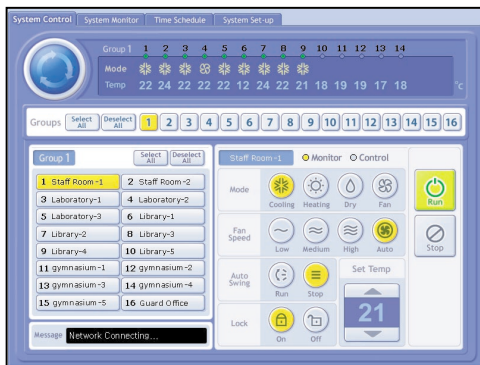 System Control System Monitor Time Schedule System Set-up
Group 1 1 2 3 4 5 6 7 8 9 10 11 12 13 14
Mode
Temp 22 24 22 22 22 12 24 22 21 18 19 19 17 18 °c
Groups Select All Deselect All 1 2 3 4 5 6 7 8 9 10 11 12 13 14 15 16
Group 1 Select All Deselect All
1 Staff Room-1 2 Staff Room-2
3 Laboratory-1 4 Laboratory-2
5 Laboratory-3 6 Library-1
7 Library-2 8 Library-3
9 Library-4 10 Library-5
11 gymnasium-1 12 gymnasium-2
13 gymnasium-3 14 gymnasium-4
15 gymnasium-5 16 Guard Office
Message Network Connecting...
Staff Room-1 Monitor Control
Mode
Cooling Heating Dry Fan
Fan Speed
Low Medium High Auto
Auto Swing
Run Stop
Lock
On Off
Set Temp
21
Run
Stop